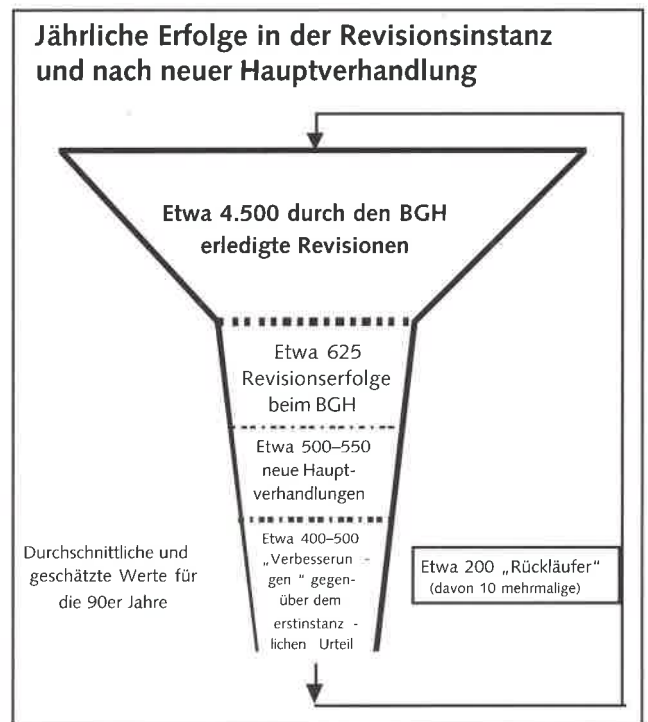 Jährliche Erfolge in der Revisionsinstanz
und nach neuer Hauptverhandlung
Etwa 4.500 durch den BGH
erledigte Revisionen
Etwa 625
Revisionserfolge
beim BGH
Etwa 500–550
neue Haupt-
verhandlungen
Etwa 400–500
„Verbesserun -
gen “ gegen-
über dem
erstinstanz -
lichen Urteil
Durchschnittliche und
geschätzte Werte für
die 90er Jahre
Etwa 200 „Rückläufer“
(davon 10 mehrmalige)